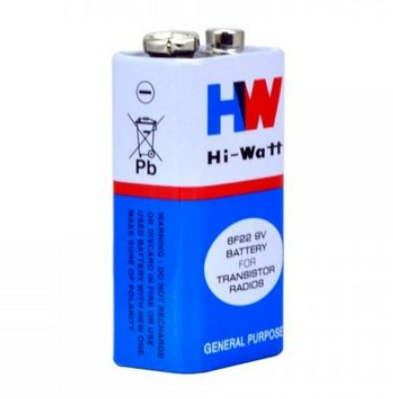 HW
Hi-Watt
Pb
6F22 9V
BATTERY
FOR
TRANSISTOR
RADIOS
GENERAL PURPOSE
WARNING : DO NOT RECHARGE
OR DISCARD IN FIRE OR USE
USED BATTERY WITH NEW ONE.
MAKE SURE OF POLARITY